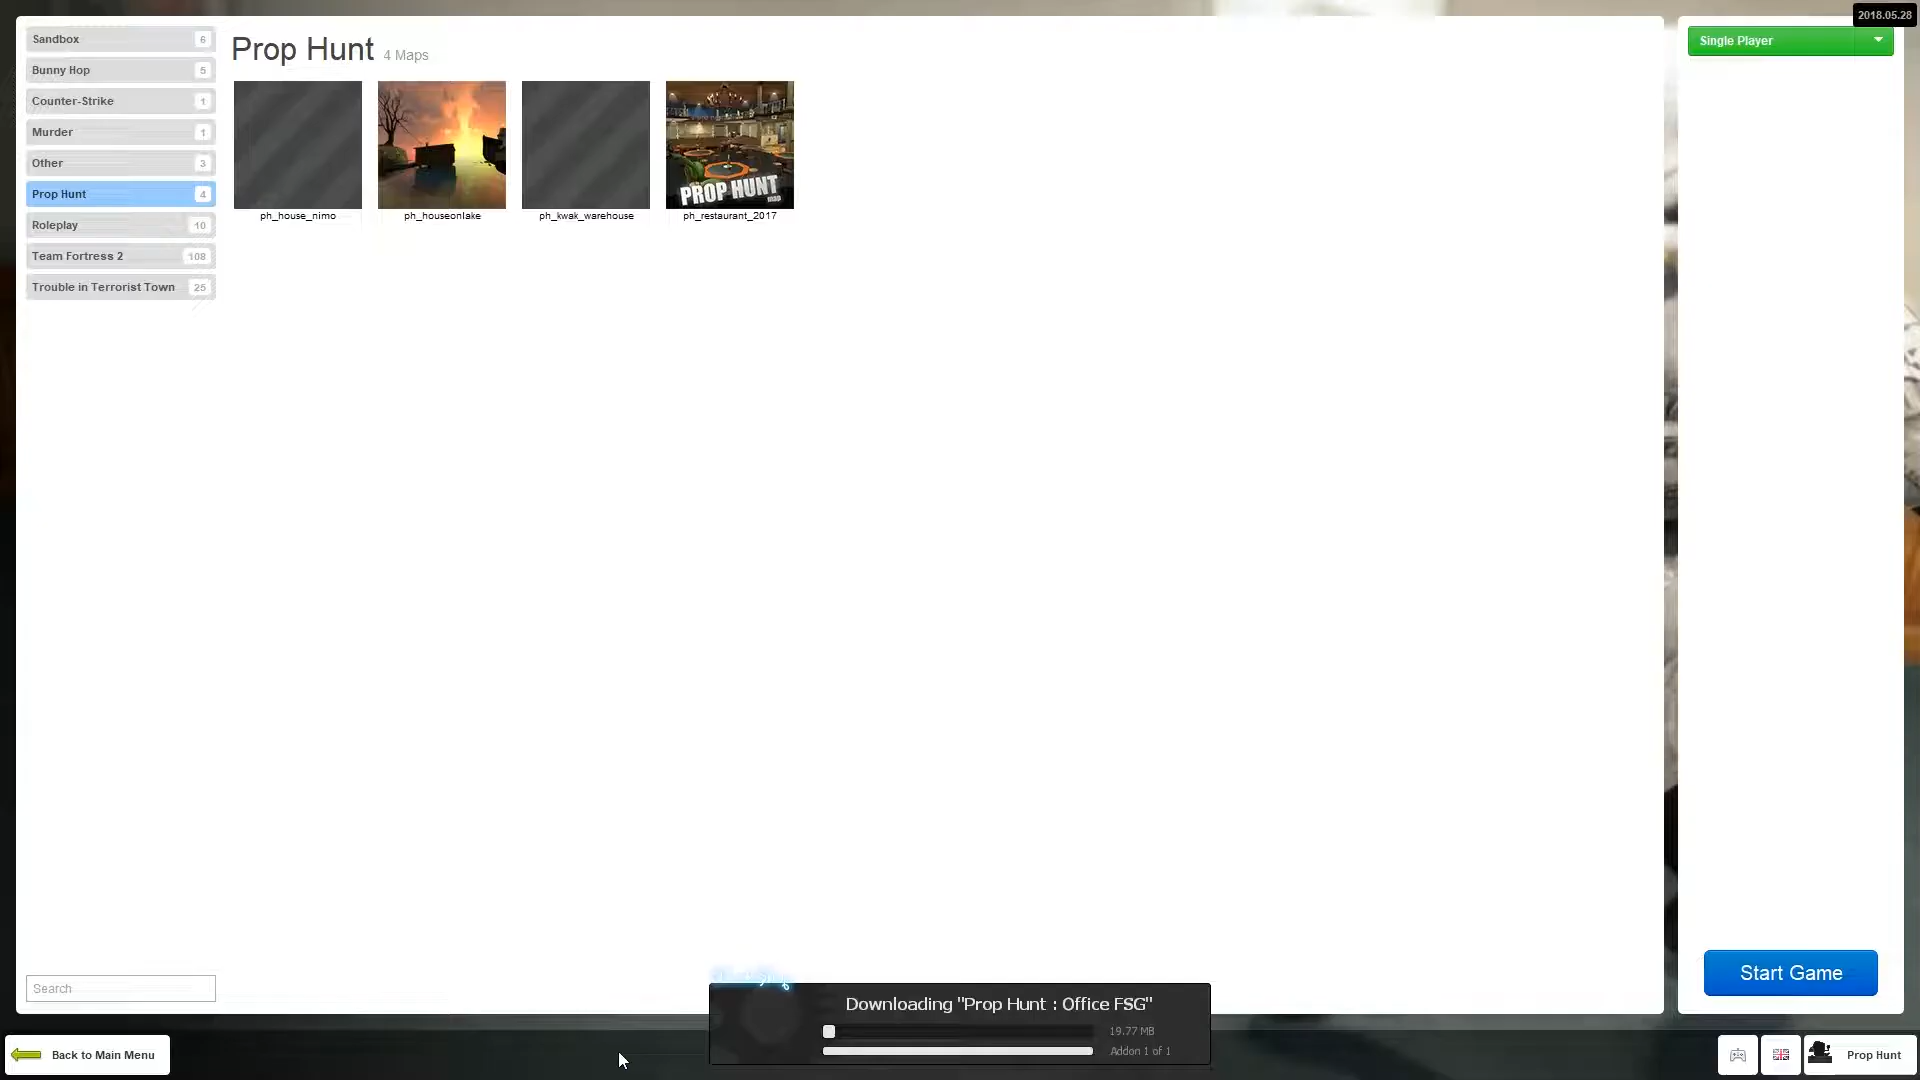 2018.05.28
Sandbox 6
Bunny Hop 5
Counter-Strike 1
Murder 1
Other 3
Prop Hunt 4
Roleplay 10
Team Fortress 2 108
Trouble in Terrorist Town 25
Search
Prop Hunt 4 Maps
ph_house_nimo
ph_houseonlake
ph_kwak_warehouse
PROP HUNT
ph_restaurant_2017
Single Player
Start Game
Downloading "Prop Hunt : Office FSG"
19.77 MB
Addon 1 of 1
Back to Main Menu
Prop Hunt